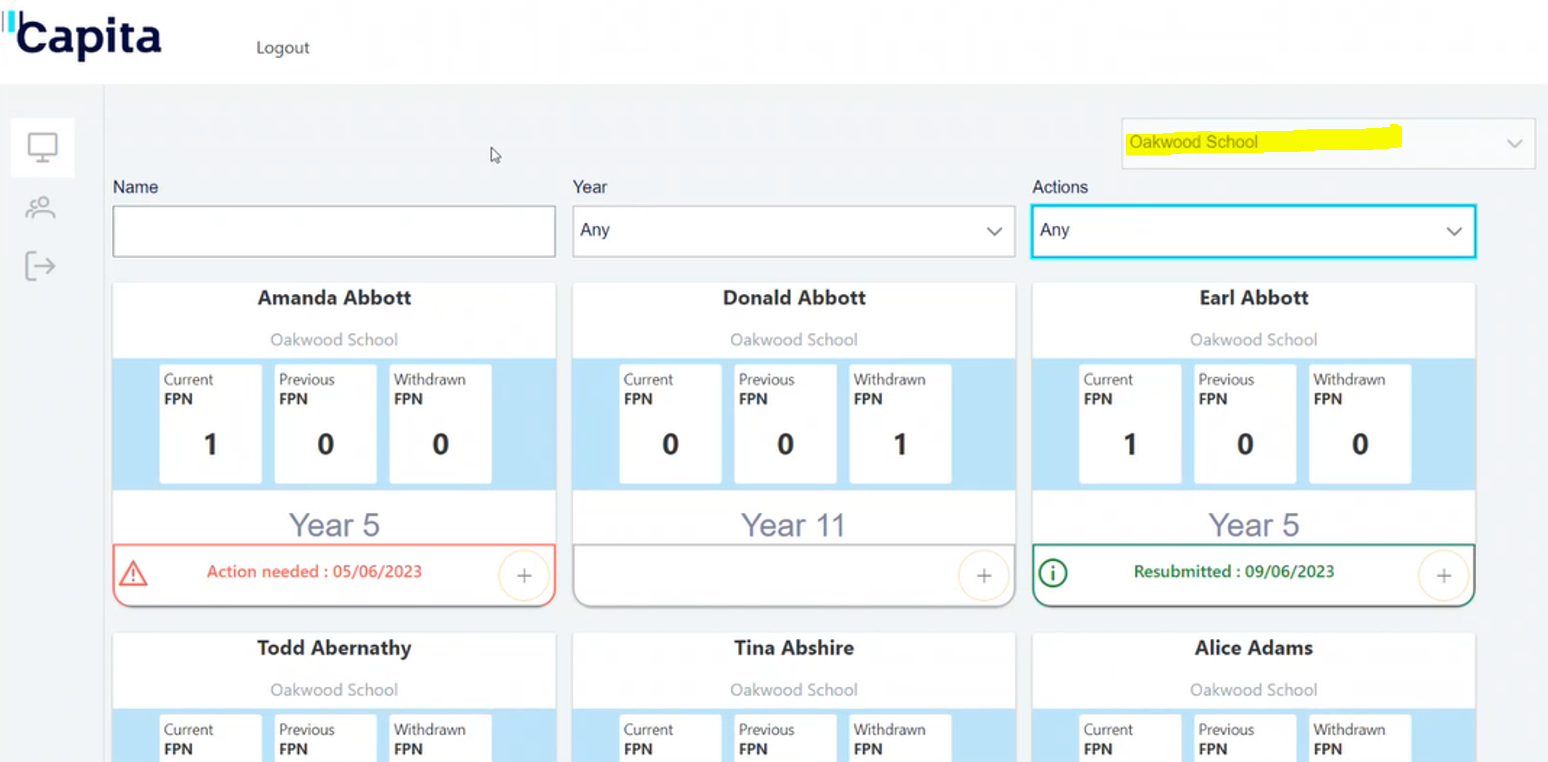 Capita
Logout
Oakwood School
Name
Year
Actions
Any
Any
Amanda Abbott
Oakwood School
Current
FPN
1
Previous
FPN
0
Withdrawn
FPN
0
Year 5
Action needed : 05/06/2023
+
Donald Abbott
Oakwood School
Current
FPN
0
Previous
FPN
0
Withdrawn
FPN
1
Year 11
+
Earl Abbott
Oakwood School
Current
FPN
1
Previous
FPN
0
Withdrawn
FPN
0
Year 5
Resubmitted : 09/06/2023
+
Todd Abernathy
Oakwood School
Current
FPN
Previous
FPN
Withdrawn
FPN
Tina Abshire
Oakwood School
Current
FPN
Previous
FPN
Withdrawn
FPN
Alice Adams
Oakwood School
Current
FPN
Previous
FPN
Withdrawn
FPN